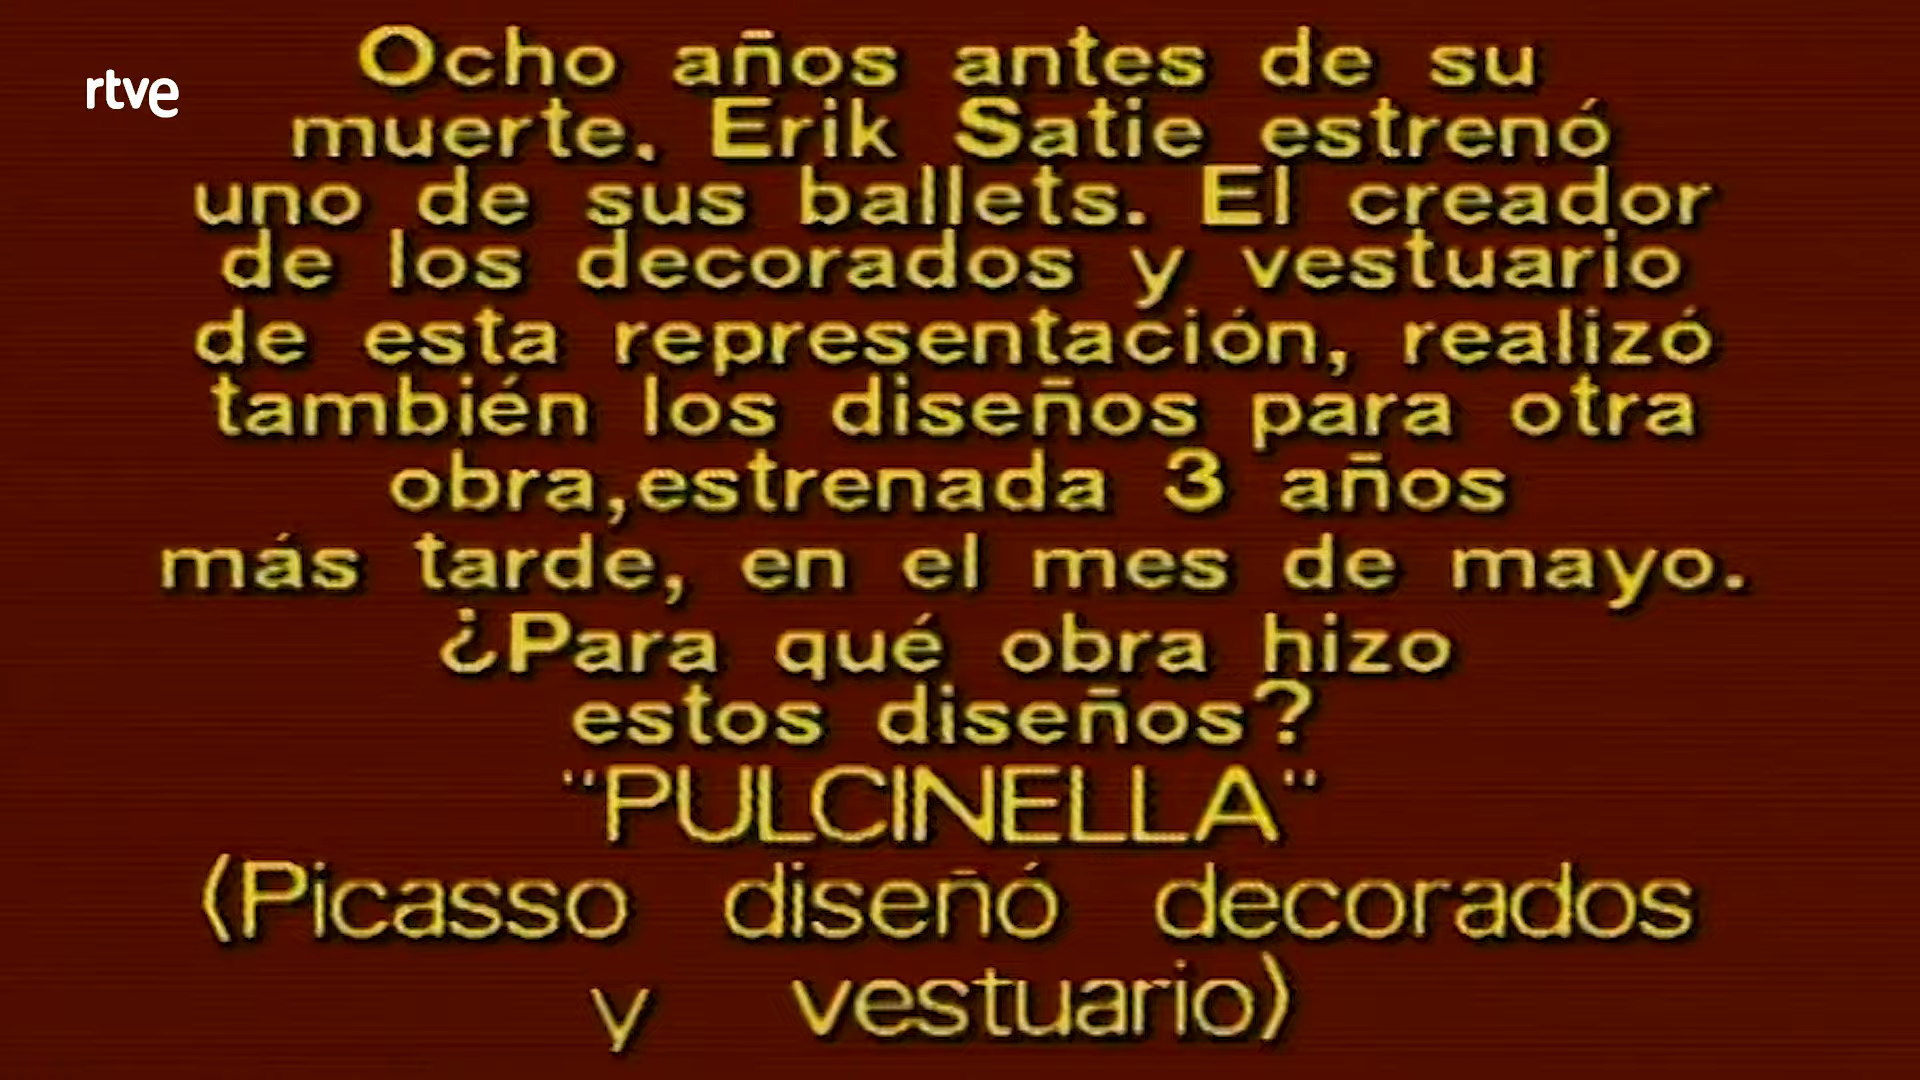 rtve
Ocho años antes de su
muerte, Erik Satie estrenó
uno de sus ballets. El creador
de los decorados y vestuario
de esta representación, realizó
también los diseños para otra
obra,estrenada 3 años
más tarde, en el mes de mayo.
¿Para qué obra hizo
estos diseños?
"PULCINELLA"
(Picasso diseñó decorados
y vestuario)